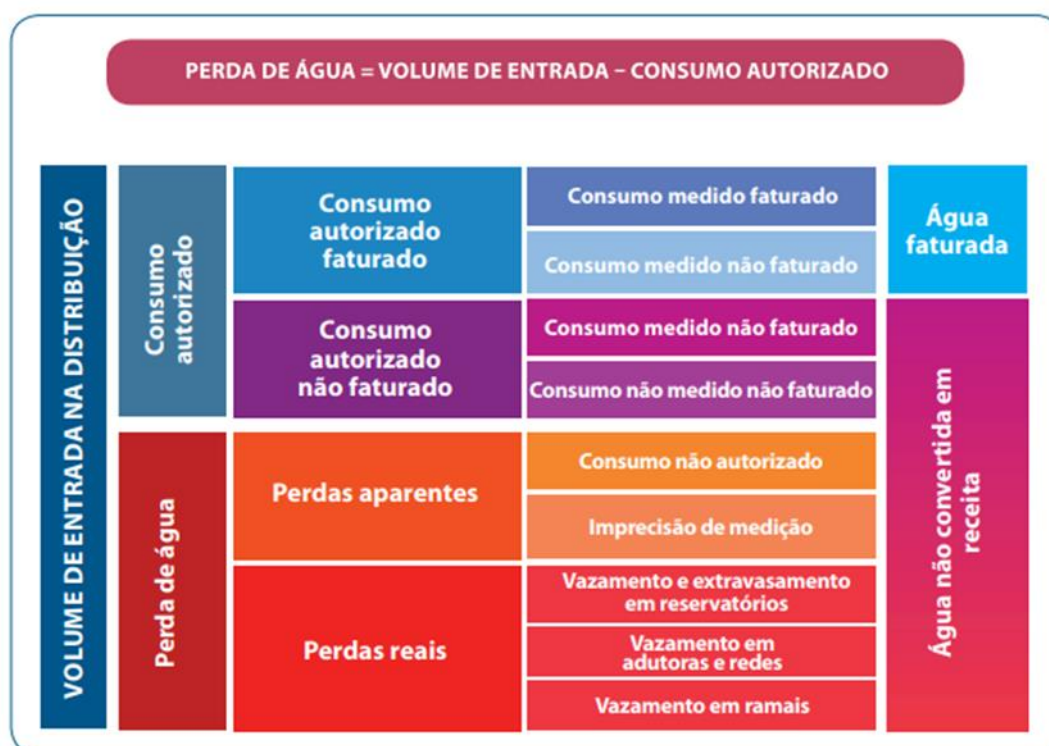 PERDA DE ÁGUA = VOLUME DE ENTRADA – CONSUMO AUTORIZADO
VOLUME DE ENTRADA NA DISTRIBUIÇÃO
Consumo
autorizado
Consumo
autorizado
faturado
Consumo medido faturado
Consumo medido não faturado
Água
faturada
Consumo
autorizado
não faturado
Consumo medido não faturado
Consumo não medido não faturado
Água não convertida em
receita
Perda de água
Perdas aparentes
Consumo não autorizado
Imprecisão de medição
Perdas reais
Vazamento e extravasamento
em reservatórios
Vazamento em
adutoras e redes
Vazamento em ramais